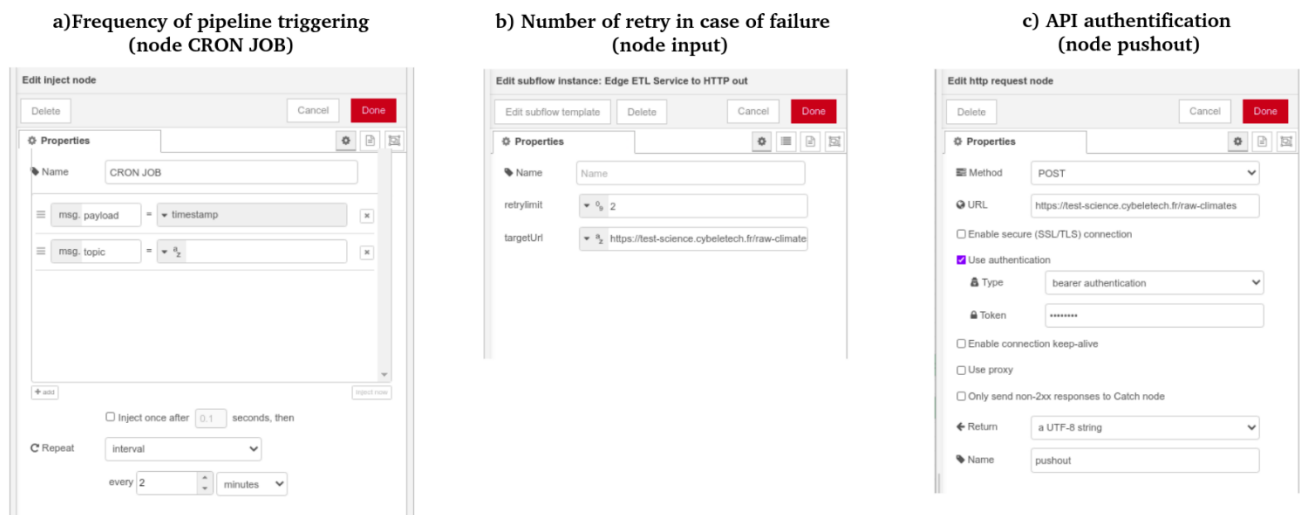 a)Frequency of pipeline triggering
(node CRON JOB)
Edit inject node
Delete
Cancel
Done
Properties
Name
CRON JOB
msg. payload
=
timestamp
msg. topic
=
a z
add
inject now
Inject once after
0.1
seconds, then
Repeat
interval
every
2
minutes
b) Number of retry in case of failure
(node input)
Edit subflow instance: Edge ETL Service to HTTP out
Edit subflow template
Delete
Cancel
Done
Properties
Name
Name
retrylimit
2
targetUrl
a z
https://test-science.cybeletech.fr/raw-climate
c) API authentification
(node pushout)
Edit http request node
Delete
Cancel
Done
Properties
Method
POST
URL
https://test-science.cybeletech.fr/raw-climates
Enable secure (SSL/TLS) connection
Use authentication
Type
bearer authentication
Token
••••••••
Enable connection keep-alive
Use proxy
Only send non-2xx responses to Catch node
Return
a UTF-8 string
Name
pushout